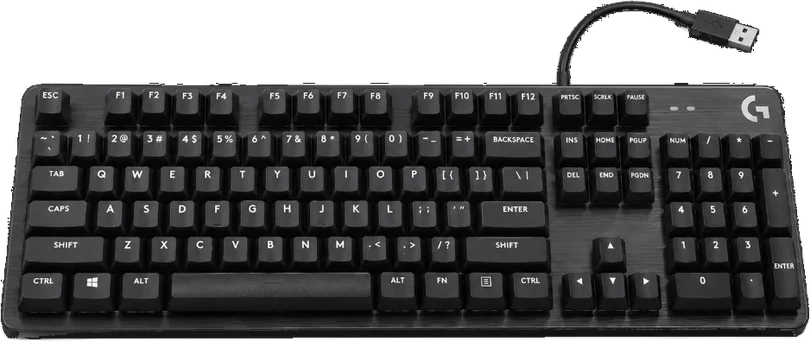 ESC F1 F2 F3 F4 F5 F6 F7 F8 F9 F10 F11 F12 PRTSC SCRLK PAUSE
~ ` 1 ! 2 @ 3 # 4 $ 5 % 6 ^ 7 & 8 * 9 ( 0 ) - _ = + BACKSPACE INS HOME PGUP NUM / * -
TAB Q W E R T Y U I O P [ { ] } \ | DEL END PGDN 7 8 9 +
CAPS A S D F G H J K L ; : ' " ENTER 4 5 6
SHIFT Z X C V B N M , < . > / ? SHIFT ▲ 1 2 3 ENTER
CTRL ALT ALT FN CTRL ◄ ▼ ► 0 .